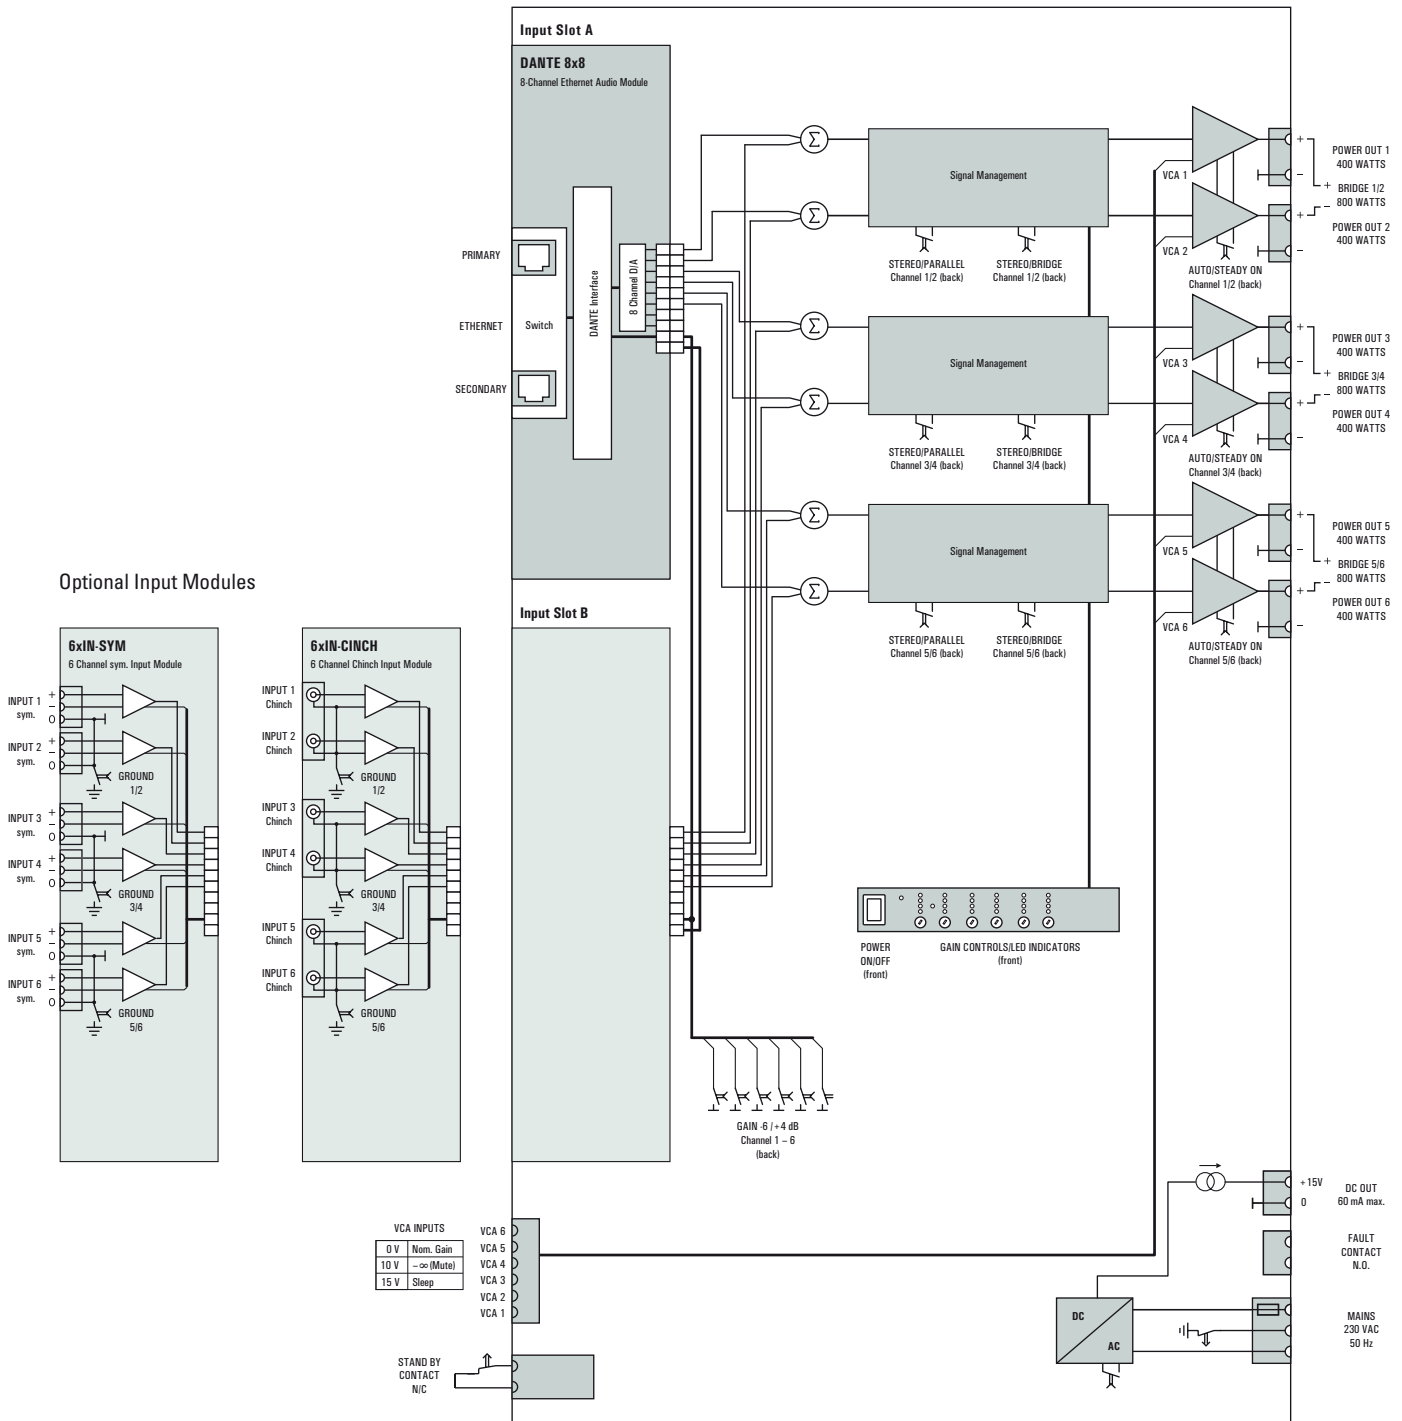 Input Slot A
DANTE 8x8
8-Channel Ethernet Audio Module
PRIMARY
ETHERNET
SECONDARY
Switch
DANTE Interface
8 Channel D/A
Σ
Σ
Σ
Σ
Σ
Σ
Signal Management
STEREO/PARALLEL
Channel 1/2 (back)
STEREO/BRIDGE
Channel 1/2 (back)
VCA 1
VCA 2
AUTO/STEADY ON
Channel 1/2 (back)
+
−
+
−
POWER OUT 1
400 WATTS
+ BRIDGE 1/2
− 800 WATTS
POWER OUT 2
400 WATTS
Signal Management
STEREO/PARALLEL
Channel 3/4 (back)
STEREO/BRIDGE
Channel 3/4 (back)
VCA 3
VCA 4
AUTO/STEADY ON
Channel 3/4 (back)
+
−
+
−
POWER OUT 3
400 WATTS
+ BRIDGE 3/4
− 800 WATTS
POWER OUT 4
400 WATTS
Signal Management
STEREO/PARALLEL
Channel 5/6 (back)
STEREO/BRIDGE
Channel 5/6 (back)
VCA 5
VCA 6
AUTO/STEADY ON
Channel 5/6 (back)
+
−
+
−
POWER OUT 5
400 WATTS
+ BRIDGE 5/6
− 800 WATTS
POWER OUT 6
400 WATTS
Optional Input Modules
6xIN-SYM
6 Channel sym. Input Module
INPUT 1
sym.
+
−
0
INPUT 2
sym.
+
−
0
GROUND
1/2
INPUT 3
sym.
+
−
0
INPUT 4
sym.
+
−
0
GROUND
3/4
INPUT 5
sym.
+
−
0
INPUT 6
sym.
+
−
0
GROUND
5/6
6xIN-CINCH
6 Channel Chinch Input Module
INPUT 1
Chinch
INPUT 2
Chinch
GROUND
1/2
INPUT 3
Chinch
INPUT 4
Chinch
GROUND
3/4
INPUT 5
Chinch
INPUT 6
Chinch
GROUND
5/6
Input Slot B
POWER
ON/OFF
(front)
GAIN CONTROLS/LED INDICATORS
(front)
GAIN -6 /+4 dB
Channel 1 – 6
(back)
VCA INPUTS
0 V Nom. Gain
10 V −∞ (Mute)
15 V Sleep
VCA 6
VCA 5
VCA 4
VCA 3
VCA 2
VCA 1
STAND BY
CONTACT
N/C
+15V
0
DC OUT
60 mA max.
FAULT
CONTACT
N.O.
DC
AC
MAINS
230 VAC
50 Hz